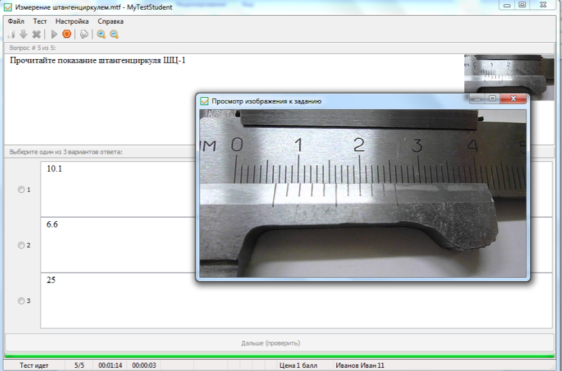 Измерение штангенциркулем.mtf - MyTestStudent
Файл Тест Настройка Справка
Вопрос # 5 из 5:
Прочитайте показание штангенциркуля ШЦ-1
Просмотр изображения к заданию
0 1 2 3 4
Выберите один из 3 вариантов ответа:
1 10.1
2 6.6
3 25
Дальше (проверить)
Тест идет 5/5 00:01:14 00:00:03 Цена 1 балл Иванов Иван 11